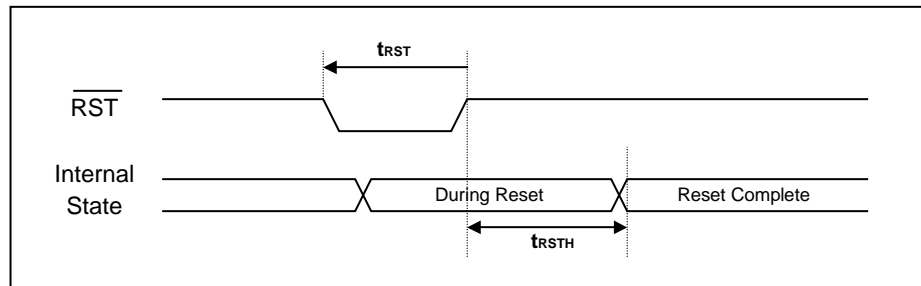 tRST
RST
Internal
State
During Reset
Reset Complete
tRSTH